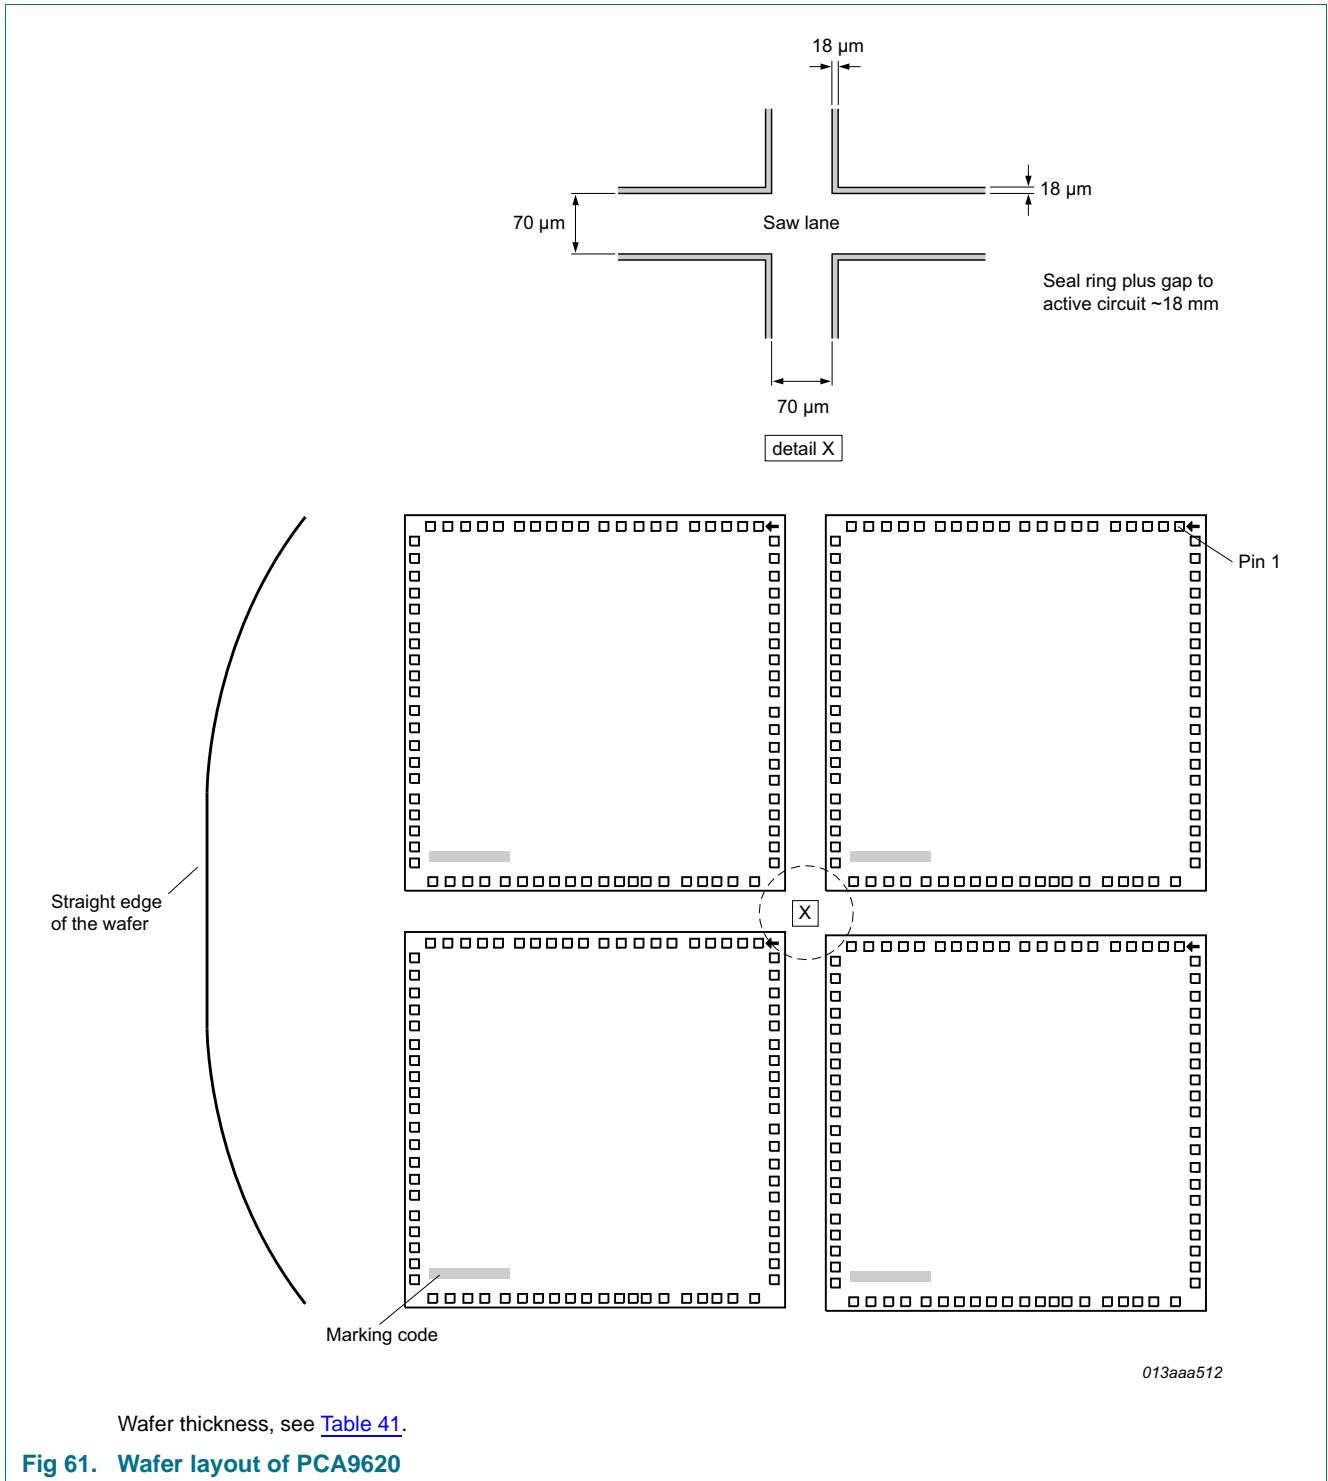 18 µm
18 µm
70 µm
Saw lane
Seal ring plus gap to
active circuit ~18 mm
70 µm
detail X
Pin 1
Straight edge
of the wafer
X
Marking code
013aaa512
Wafer thickness, see Table 41.
Fig 61. Wafer layout of PCA9620